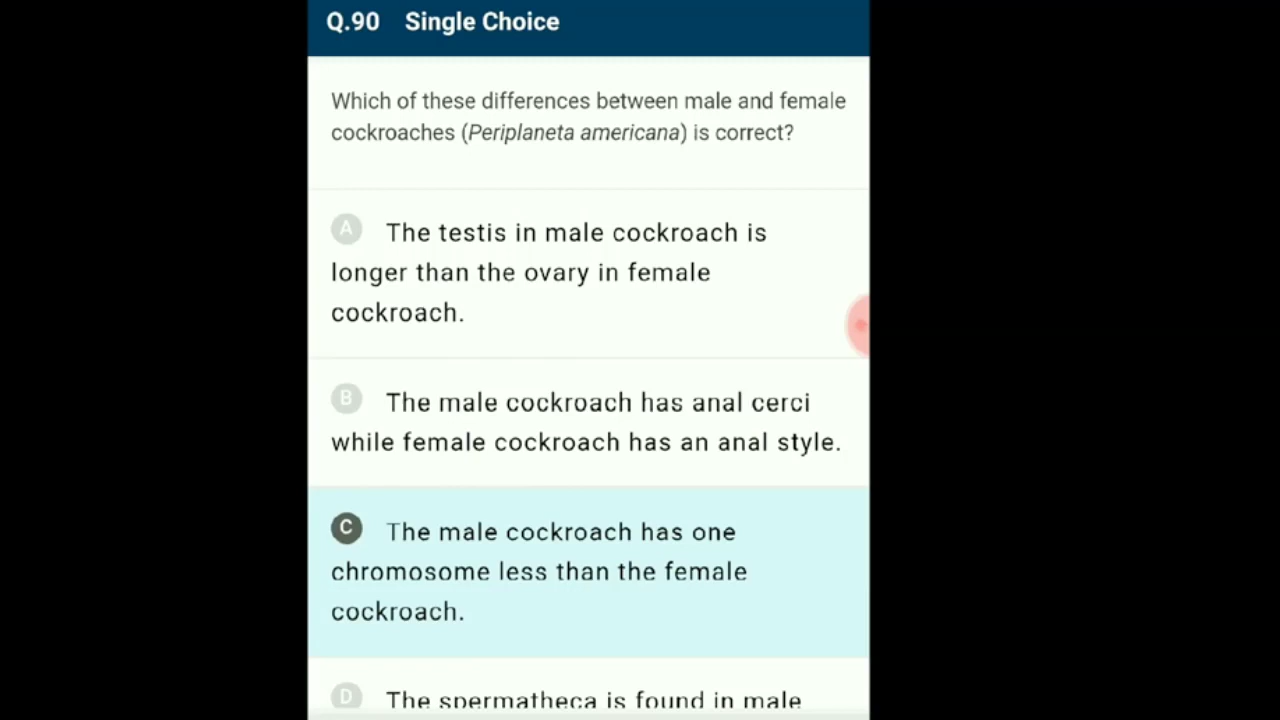 Q.90 Single Choice
Which of these differences between male and female
cockroaches (Periplaneta americana) is correct?
A The testis in male cockroach is
longer than the ovary in female
cockroach.
B The male cockroach has anal cerci
while female cockroach has an anal style.
C The male cockroach has one
chromosome less than the female
cockroach.
D The spermatheca is found in male